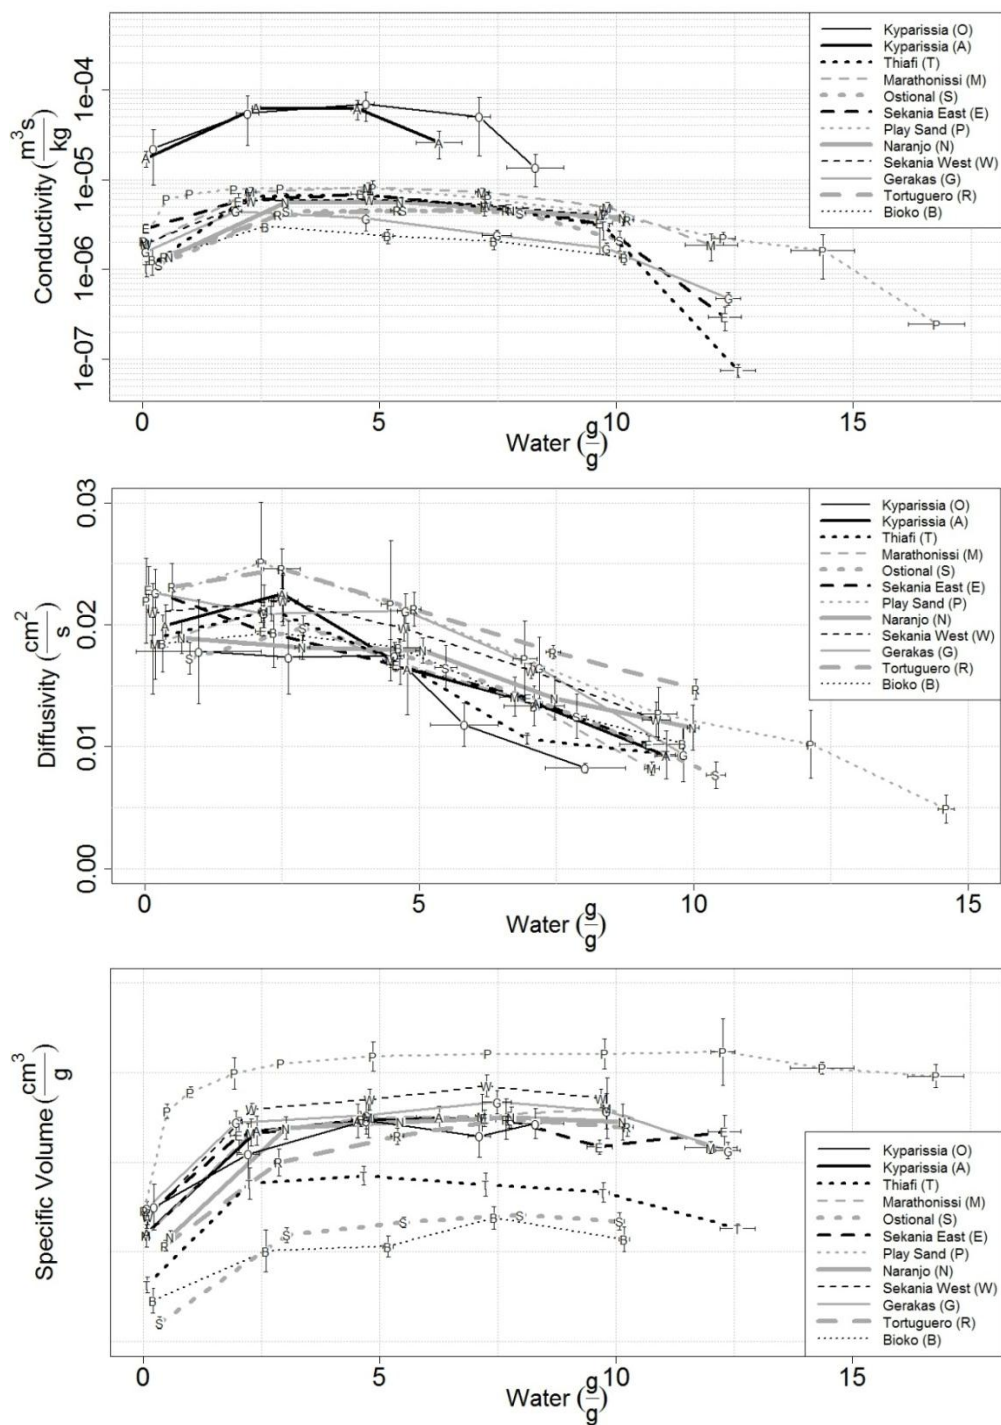 Conductivity (m³s/kg)
1e-04
1e-05
1e-06
1e-07
Kyparissia (O)
Kyparissia (A)
Thiafi (T)
Marathonissi (M)
Ostional (S)
Sekania East (E)
Play Sand (P)
Naranjo (N)
Sekania West (W)
Gerakas (G)
Tortuguero (R)
Bioko (B)
0 5 10 15
Water (g/g)
Diffusivity (cm²/s)
0.03
0.02
0.01
0.00
Kyparissia (O)
Kyparissia (A)
Thiafi (T)
Marathonissi (M)
Ostional (S)
Sekania East (E)
Play Sand (P)
Naranjo (N)
Sekania West (W)
Gerakas (G)
Tortuguero (R)
Bioko (B)
0 5 10 15
Water (g/g)
Specific Volume (cm³/g)
Kyparissia (O)
Kyparissia (A)
Thiafi (T)
Marathonissi (M)
Ostional (S)
Sekania East (E)
Play Sand (P)
Naranjo (N)
Sekania West (W)
Gerakas (G)
Tortuguero (R)
Bioko (B)
0 5 10 15
Water (g/g)